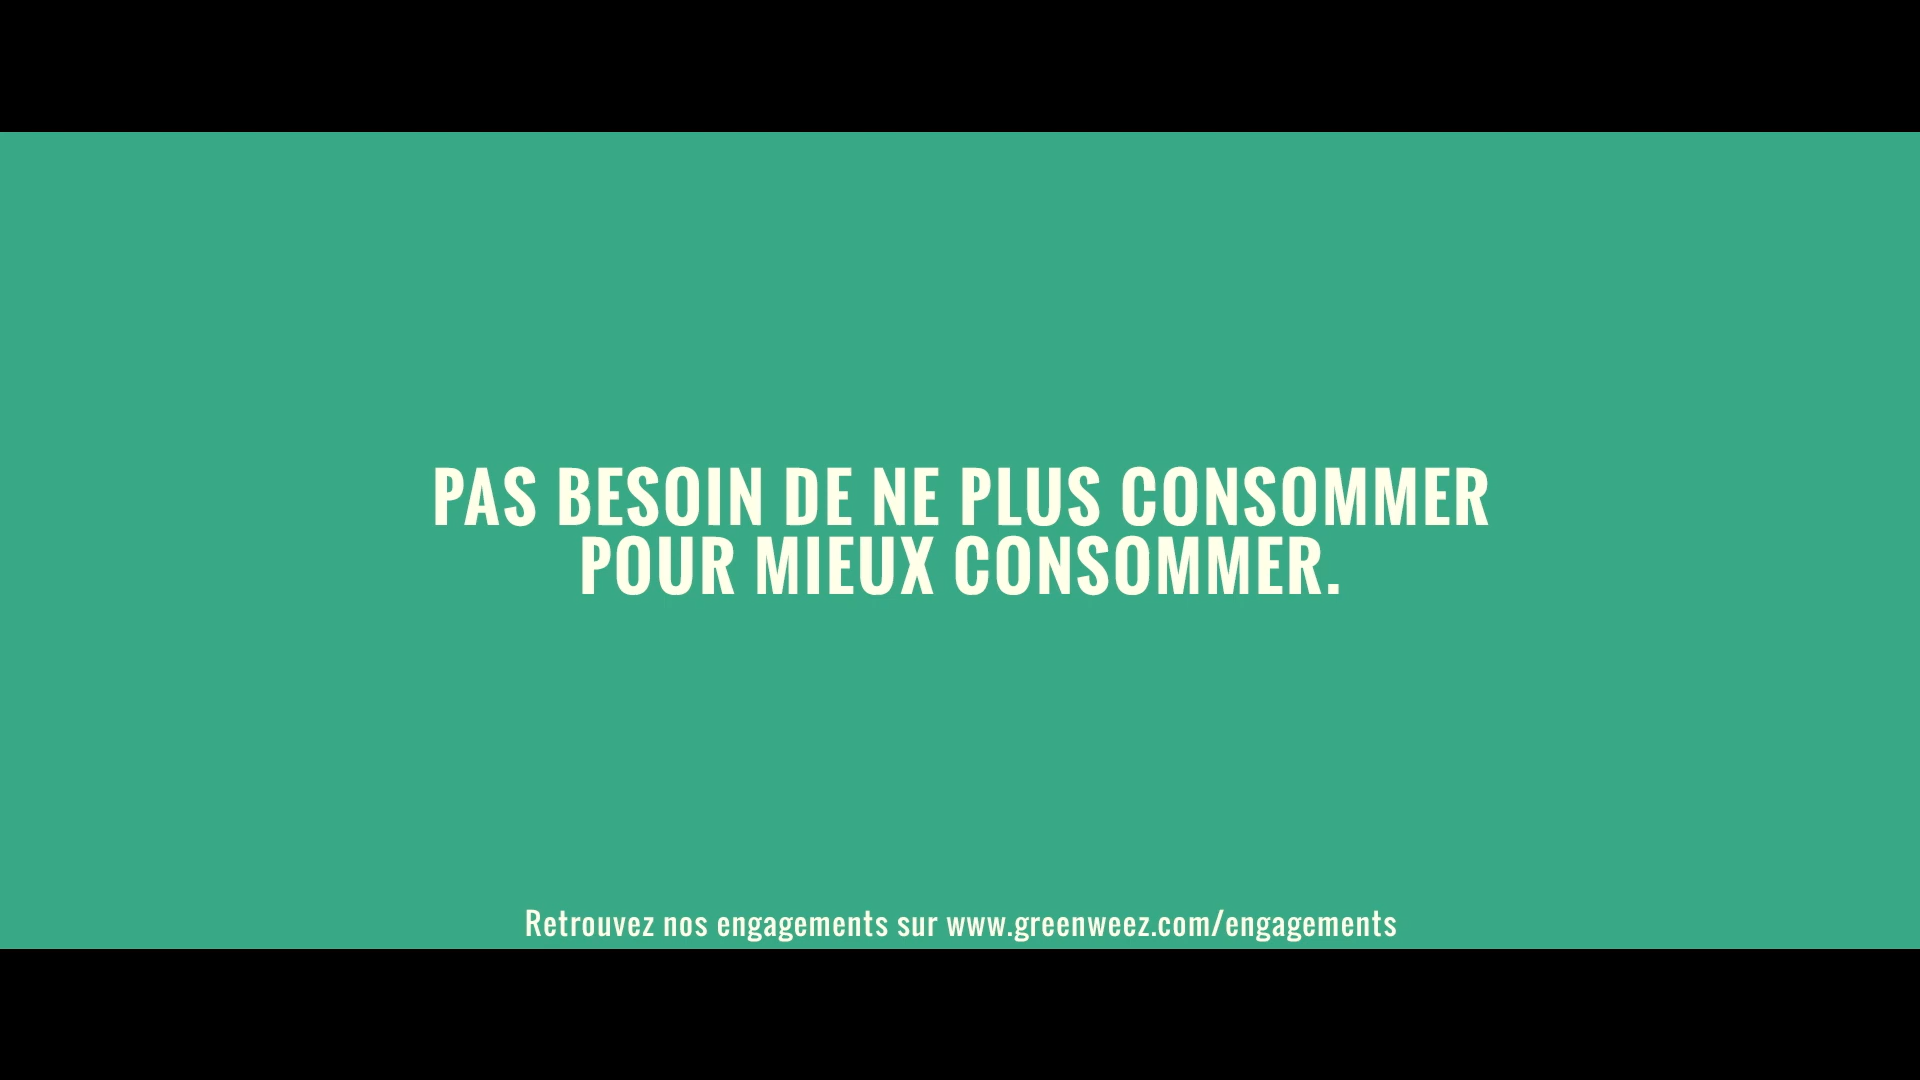 PAS BESOIN DE NE PLUS CONSOMMER
POUR MIEUX CONSOMMER.
Retrouvez nos engagements sur www.greenweez.com/engagements